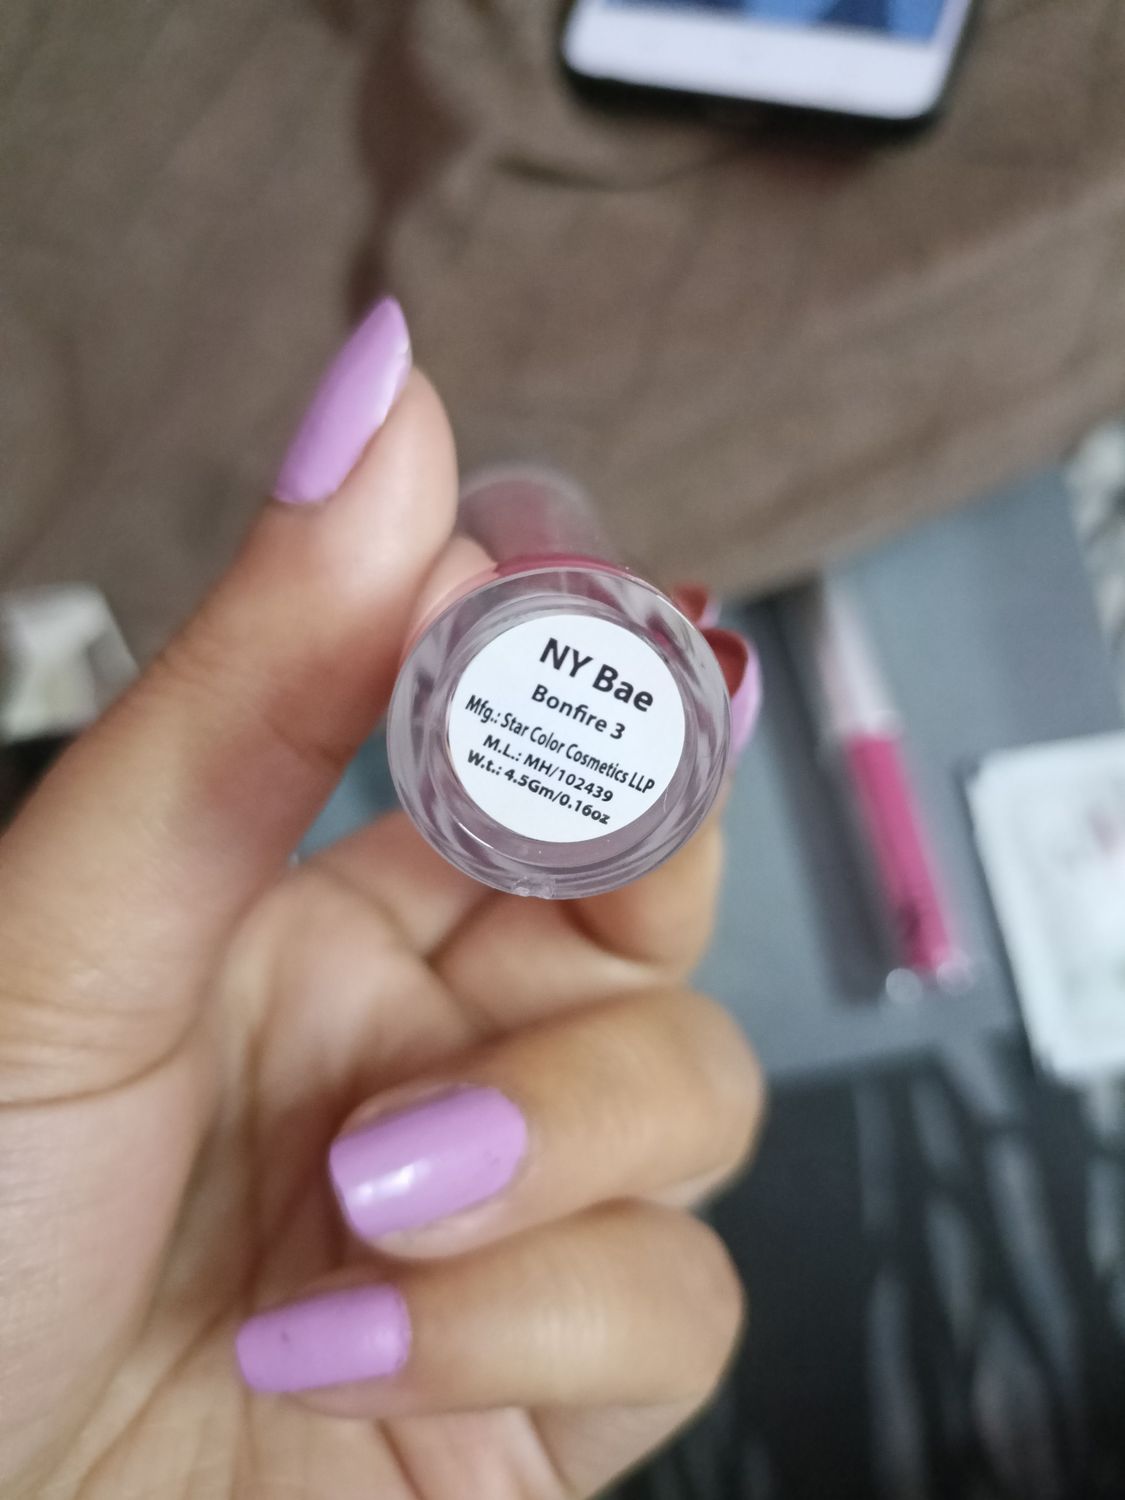 NY Bae
Bonfire 3
Mfg.: Star Color Cosmetics LLP
M.L.: MH/102439
W.t.: 4.5Gm/0.16oz